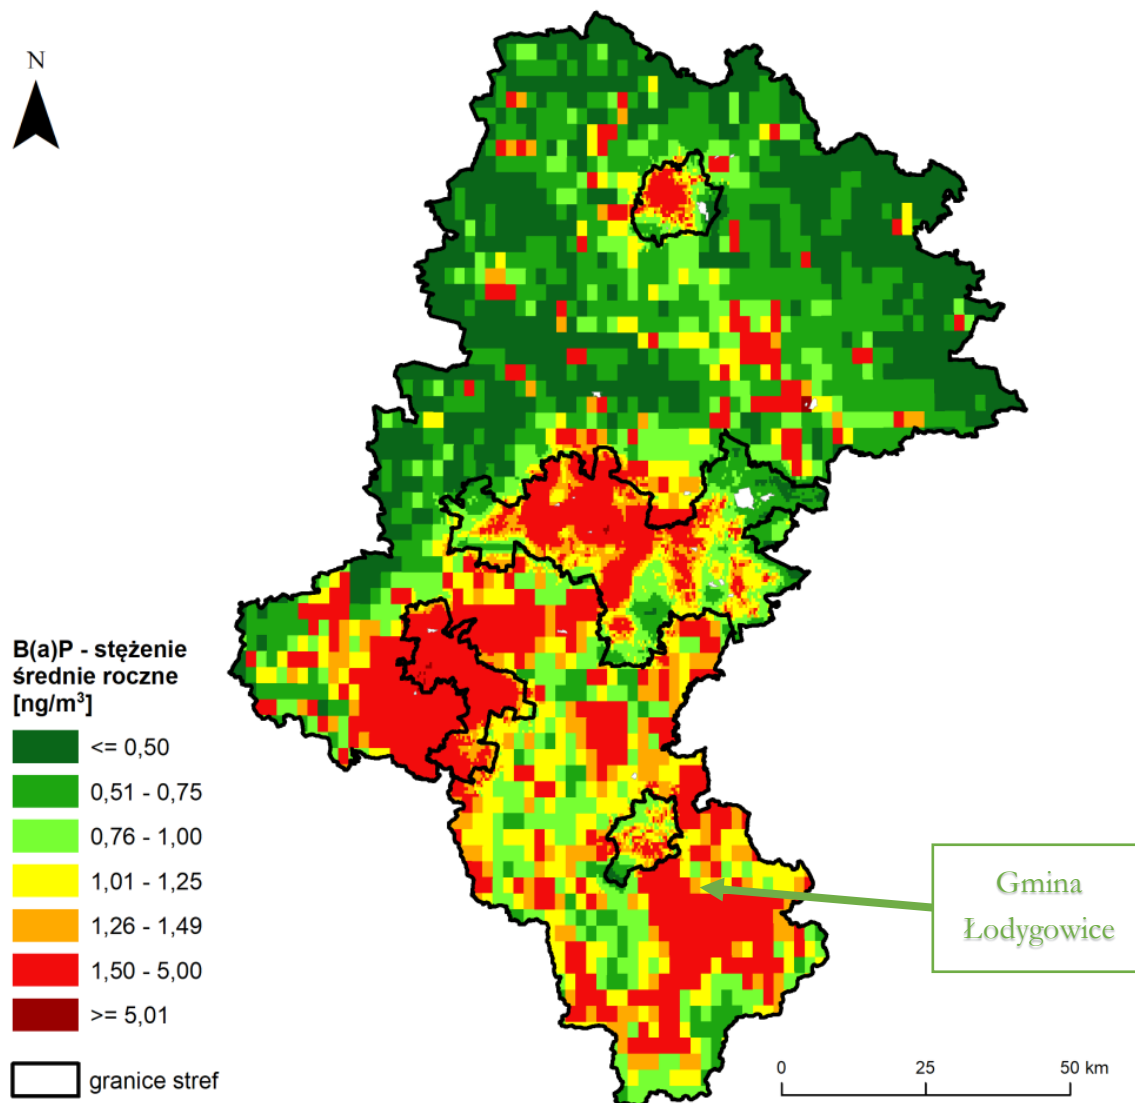 N
B(a)P - stężenie
średnie roczne
[ng/m³]
<= 0,50
0,51 - 0,75
0,76 - 1,00
1,01 - 1,25
1,26 - 1,49
1,50 - 5,00
>= 5,01
granice stref
Gmina
Łodygowice
0 25 50 km